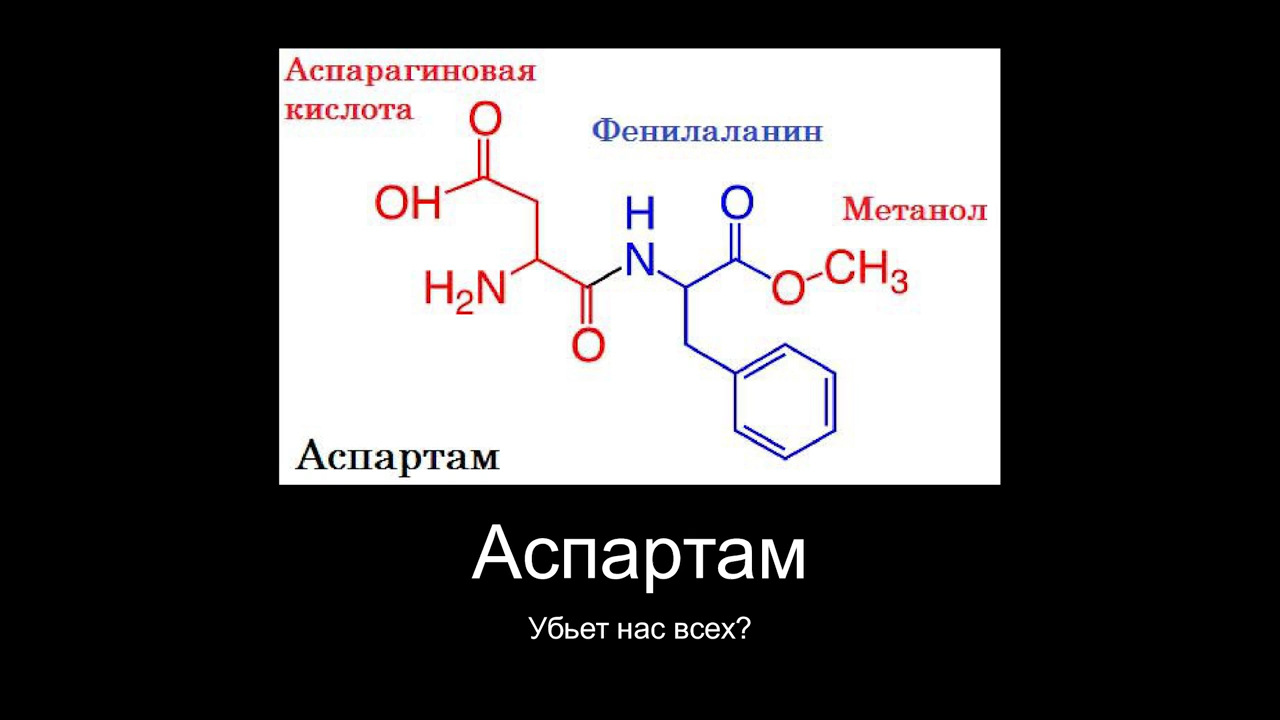 Аспарагиновая
кислота
O
Фенилаланин
OH
H
O
Метанол
N
CH3
H2N
O
O
Аспартам
Аспартам
Убьет нас всех?